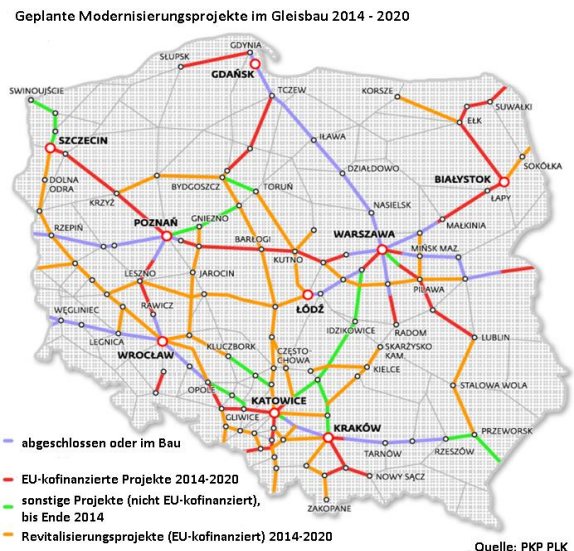 Geplante Modernisierungsprojekte im Gleisbau 2014 - 2020
GDYNIA
SŁUPSK
GDAŃSK
SWINOUJŚCIE
TCZEW
KORSZE
SUWAŁKI
EŁK
SZCZECIN
IŁAWA
SOKÓŁKA
DZIAŁDOWO
BIAŁYSTOK
DOLNA
ODRA
BYDGOSZCZ
TORUŃ
ŁAPY
KRZYŻ
NASIELSK
GNIEZNO
MAŁKINIA
RZEPIŃ
POZNAŃ
WARSZAWA
BARŁOGI
MIŃSK MAZ.
KUTNO
LESZNO
JAROCIN
PILAWA
ŁÓDŹ
WĘGLINIEC
RAWICZ
IDZIKOWICE
RADOM
LEGNICA
LUBLIN
WROCŁAW
KLUCZBORK
CZĘSTO
CHOWA
SKARŻYSKO
KAM.
KIELCE
OPOLE
STALOWA WOLA
KATOWICE
GLIWICE
KRAKÓW
PRZEWORSK
abgeschlossen oder im Bau
TARNÓW
RZESZÓW
EU-kofinanzierte Projekte 2014-2020
NOWY SĄCZ
sonstige Projekte (nicht EU-kofinanziert),
bis Ende 2014
ZAKOPANE
Revitalisierungsprojekte (EU-kofinanziert) 2014-2020
Quelle: PKP PLK